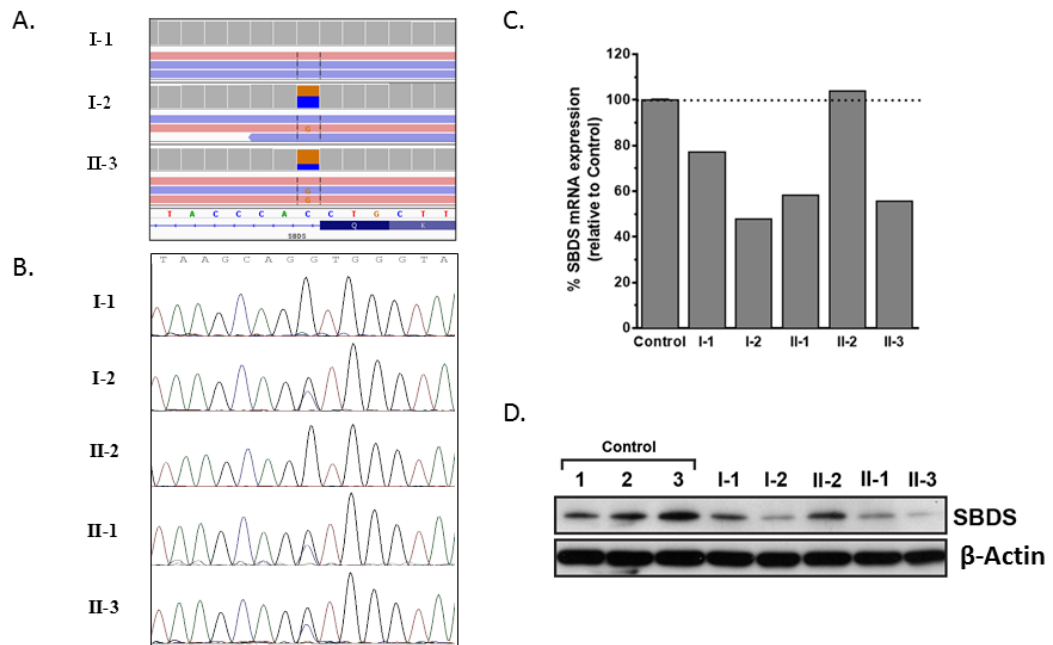 A.
I-1
I-2
G
II-3
G
G
T A C C C A C C T G C T T
Q K
SBDS
B.
T A A G C A G G T G G G T A
I-1
I-2
II-2
II-1
II-3
C.
% SBDS mRNA expression
(relative to Control)
120
100
80
60
40
20
0
Control I-1 I-2 II-1 II-2 II-3
D.
Control
1 2 3 I-1 I-2 II-2 II-1 II-3
SBDS
β-Actin